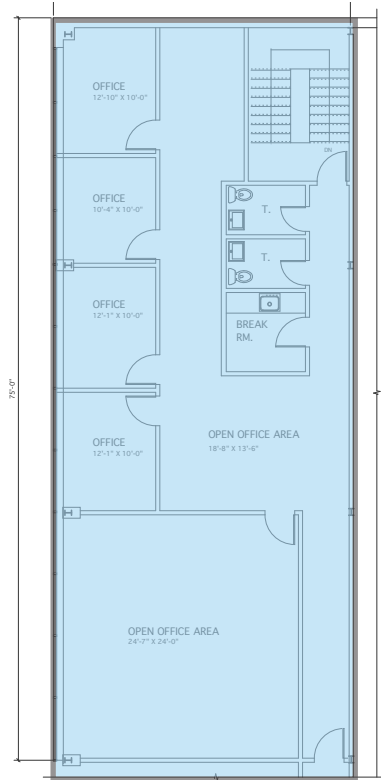 OFFICE
12'-10" X 10'-0"
DN
OFFICE
10'-4" X 10'-0"
T.
T.
OFFICE
12'-1" X 10'-0"
BREAK
RM.
75'-0"
OFFICE
12'-1" X 10'-0"
OPEN OFFICE AREA
18'-8" X 13'-6"
OPEN OFFICE AREA
24'-7" X 24'-0"